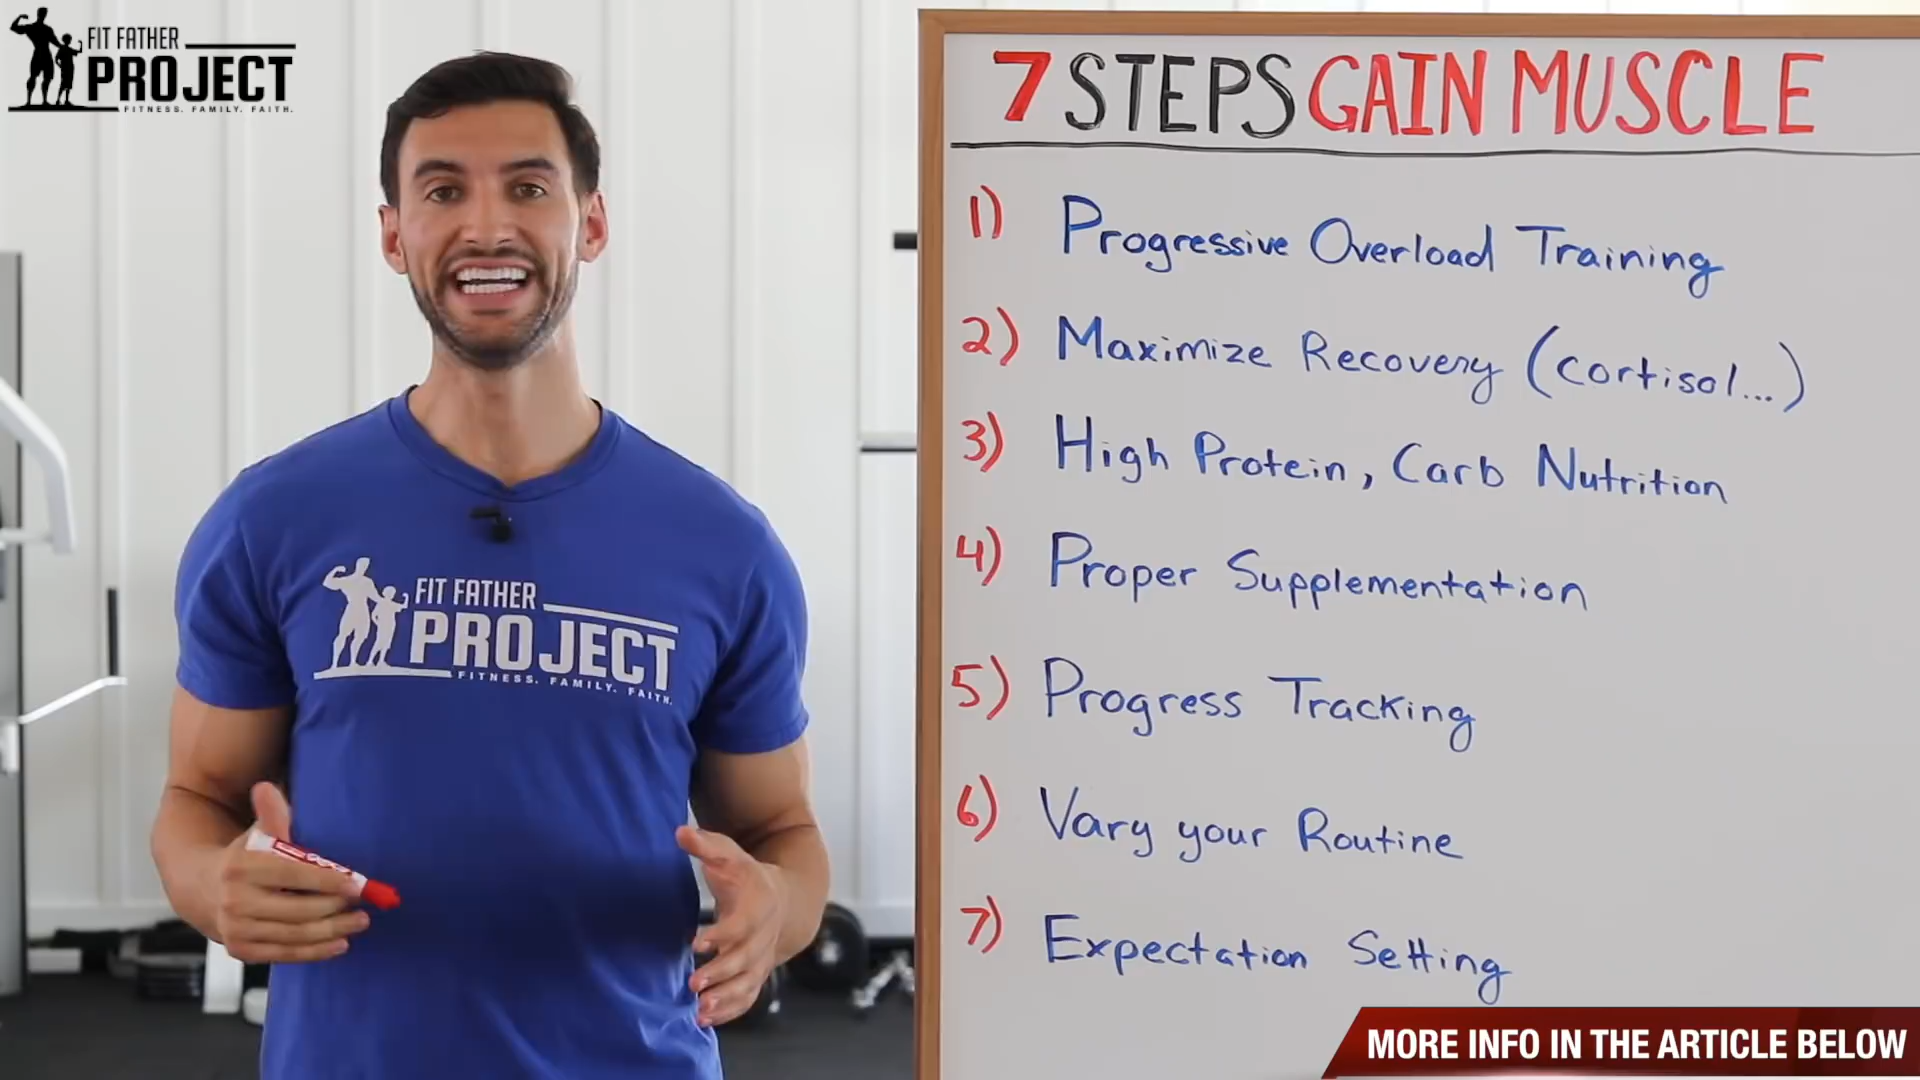 FIT FATHER
PROJECT
FITNESS. FAMILY. FAITH.
7 STEPS GAIN MUSCLE
1) Progressive Overload Training
2) Maximize Recovery (cortisol...)
3) High Protein, Carb Nutrition
4) Proper Supplementation
5) Progress Tracking
6) Vary your Routine
7) Expectation Setting
FIT FATHER
PROJECT
FITNESS. FAMILY. FAITH.
MORE INFO IN THE ARTICLE BELOW